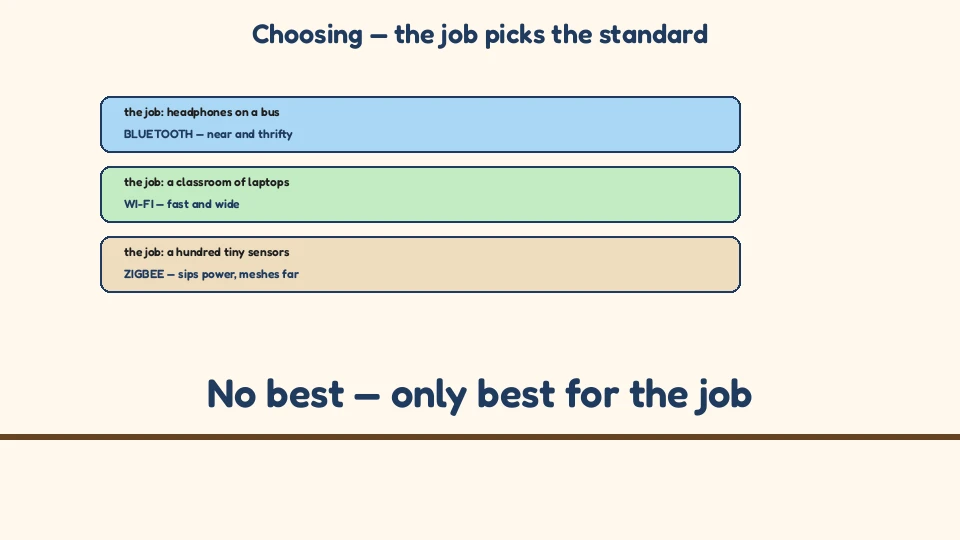 Choosing — the job picks the standard
the job: headphones on a bus
BLUETOOTH — near and thrifty
the job: a classroom of laptops
WI-FI — fast and wide
the job: a hundred tiny sensors
ZIGBEE — sips power, meshes far
No best — only best for the job